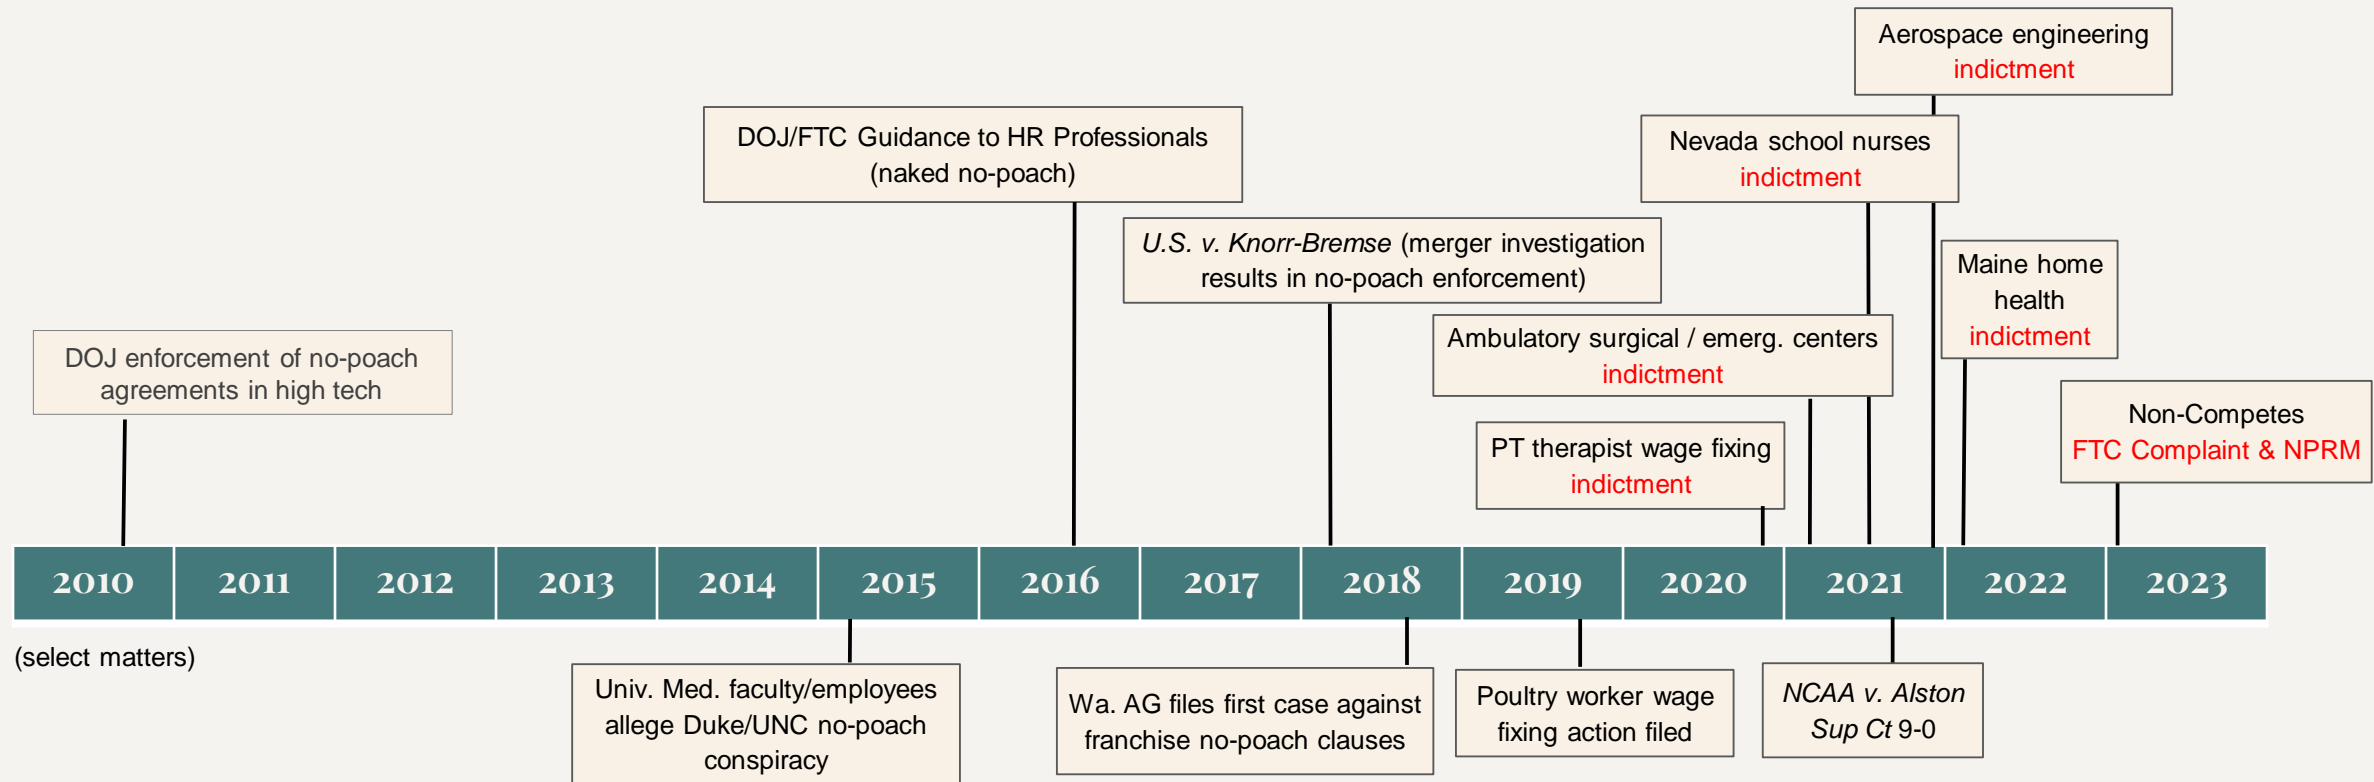 Aerospace engineering
indictment
DOJ/FTC Guidance to HR Professionals
(naked no-poach)
Nevada school nurses
indictment
U.S. v. Knorr-Bremse (merger investigation
results in no-poach enforcement)
Maine home
health
indictment
Ambulatory surgical / emerg. centers
indictment
DOJ enforcement of no-poach
agreements in high tech
Non-Competes
FTC Complaint & NPRM
PT therapist wage fixing
indictment
2010 2011 2012 2013 2014 2015 2016 2017 2018 2019 2020 2021 2022 2023
(select matters)
Univ. Med. faculty/employees
allege Duke/UNC no-poach
conspiracy
Wa. AG files first case against
franchise no-poach clauses
Poultry worker wage
fixing action filed
NCAA v. Alston
Sup Ct 9-0